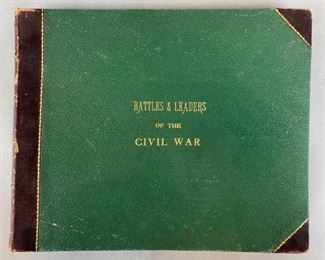 BATTLES & LEADERS
OF THE
CIVIL WAR